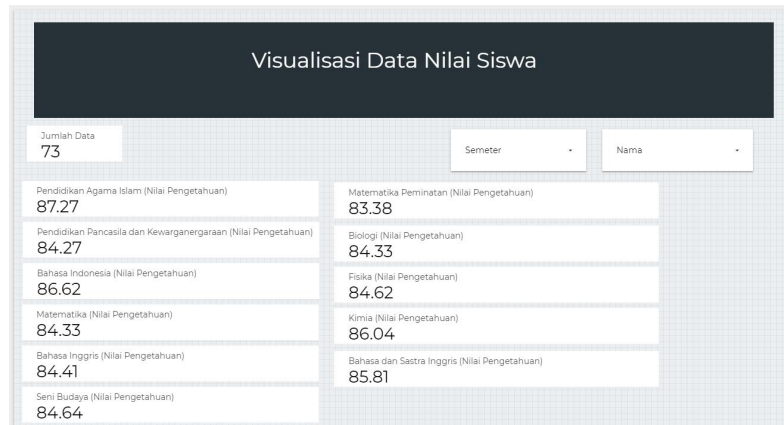 Visualisasi Data Nilai Siswa
Jumlah Data
73
Semeter
Nama
Pendidikan Agama Islam (Nilai Pengetahuan)
87.27
Pendidikan Pancasila dan Kewarganergaraan (Nilai Pengetahuan)
84.27
Bahasa Indonesia (Nilai Pengetahuan)
86.62
Matematika (Nilai Pengetahuan)
84.33
Bahasa Inggris (Nilai Pengetahuan)
84.41
Seni Budaya (Nilai Pengetahuan)
84.64
Matematika Peminatan (Nilai Pengetahuan)
83.38
Biologi (Nilai Pengetahuan)
84.33
Fisika (Nilai Pengetahuan)
84.62
Kimia (Nilai Pengetahuan)
86.04
Bahasa dan Sastra Inggris (Nilai Pengetahuan)
85.81